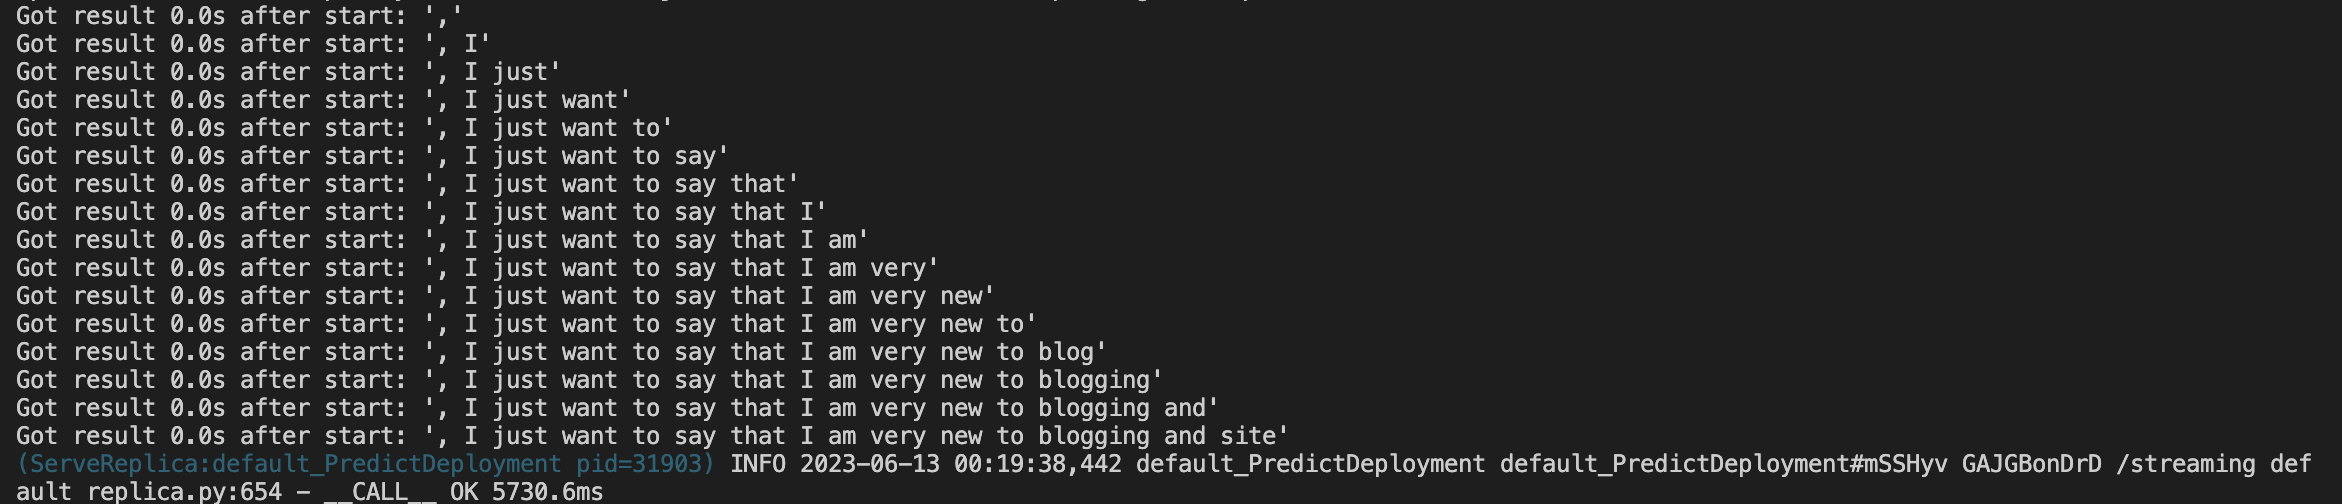 Got result 0.0s after start: ','
Got result 0.0s after start: ', I'
Got result 0.0s after start: ', I just'
Got result 0.0s after start: ', I just want'
Got result 0.0s after start: ', I just want to'
Got result 0.0s after start: ', I just want to say'
Got result 0.0s after start: ', I just want to say that'
Got result 0.0s after start: ', I just want to say that I'
Got result 0.0s after start: ', I just want to say that I am'
Got result 0.0s after start: ', I just want to say that I am very'
Got result 0.0s after start: ', I just want to say that I am very new'
Got result 0.0s after start: ', I just want to say that I am very new to'
Got result 0.0s after start: ', I just want to say that I am very new to blog'
Got result 0.0s after start: ', I just want to say that I am very new to blogging'
Got result 0.0s after start: ', I just want to say that I am very new to blogging and'
Got result 0.0s after start: ', I just want to say that I am very new to blogging and site'
(ServeReplica:default_PredictDeployment pid=31903) INFO 2023-06-13 00:19:38,442 default_PredictDeployment default_PredictDeployment#mSSHyv GAJGBonDrD /streaming def
ault replica.py:654 - __CALL__ OK 5730.6ms